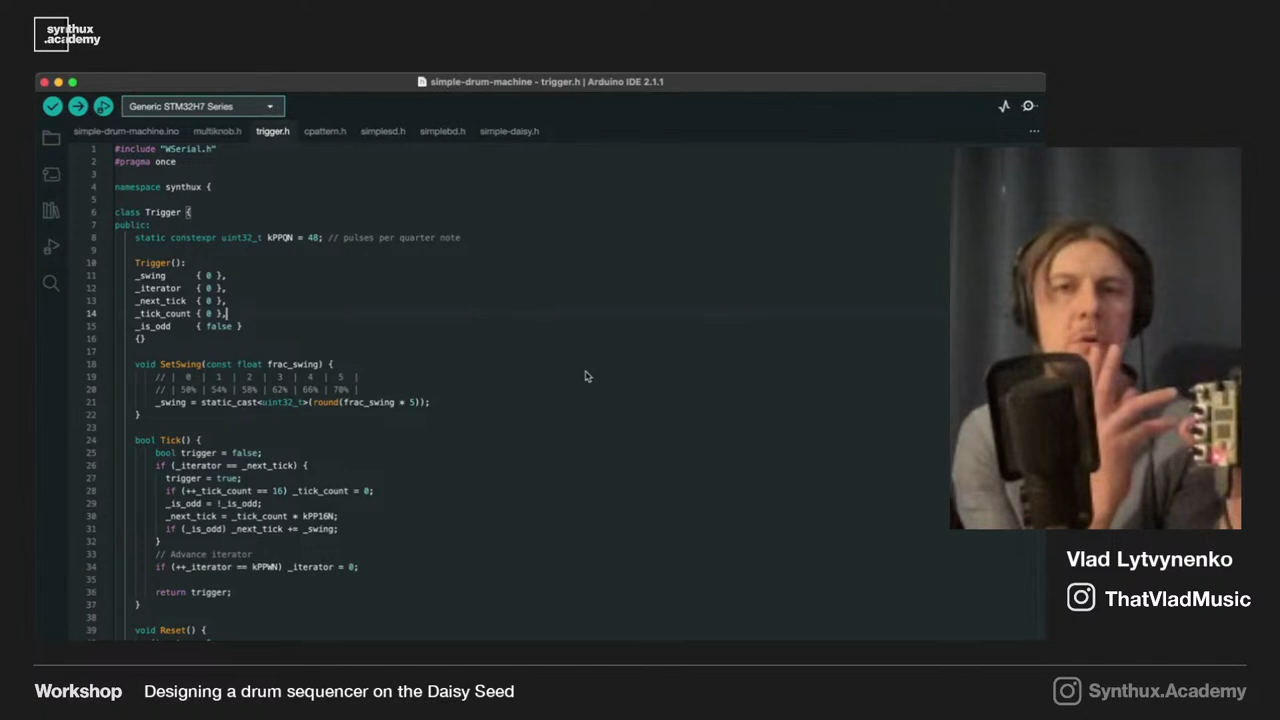 synthux
.academy
simple-drum-machine - trigger.h | Arduino IDE 2.1.1
Generic STM32H7 Series
simple-drum-machine.ino multiknob.h trigger.h cpattern.h simplesd.h simplebd.h simple-daisy.h
1 #include "WSerial.h"
2 #pragma once
3
4 namespace synthux {
5
6 class Trigger {
7 public:
8 static constexpr uint32_t kPPQN = 48; // pulses per quarter note
9
10 Trigger():
11 _swing { 0 },
12 _iterator { 0 },
13 _next_tick { 0 },
14 _tick_count { 0 },
15 _is_odd { false }
16 {}
17
18 void SetSwing(const float frac_swing) {
19 // | 0 | 1 | 2 | 3 | 4 | 5 |
20 // | 50% | 54% | 58% | 62% | 66% | 70% |
21 _swing = static_cast<uint32_t>(round(frac_swing * 5));
22 }
23
24 bool Tick() {
25 bool trigger = false;
26 if (_iterator == _next_tick) {
27 trigger = true;
28 if (++_tick_count == 16) _tick_count = 0;
29 _is_odd = !_is_odd;
30 _next_tick = _tick_count * kPP16N;
31 if (_is_odd) _next_tick += _swing;
32 }
33 // Advance iterator
34 if (++_iterator == kPPWN) _iterator = 0;
35
36 return trigger;
37 }
38
39 void Reset() {
Vlad Lytvynenko
ThatVladMusic
Workshop Designing a drum sequencer on the Daisy Seed
Synthux.Academy